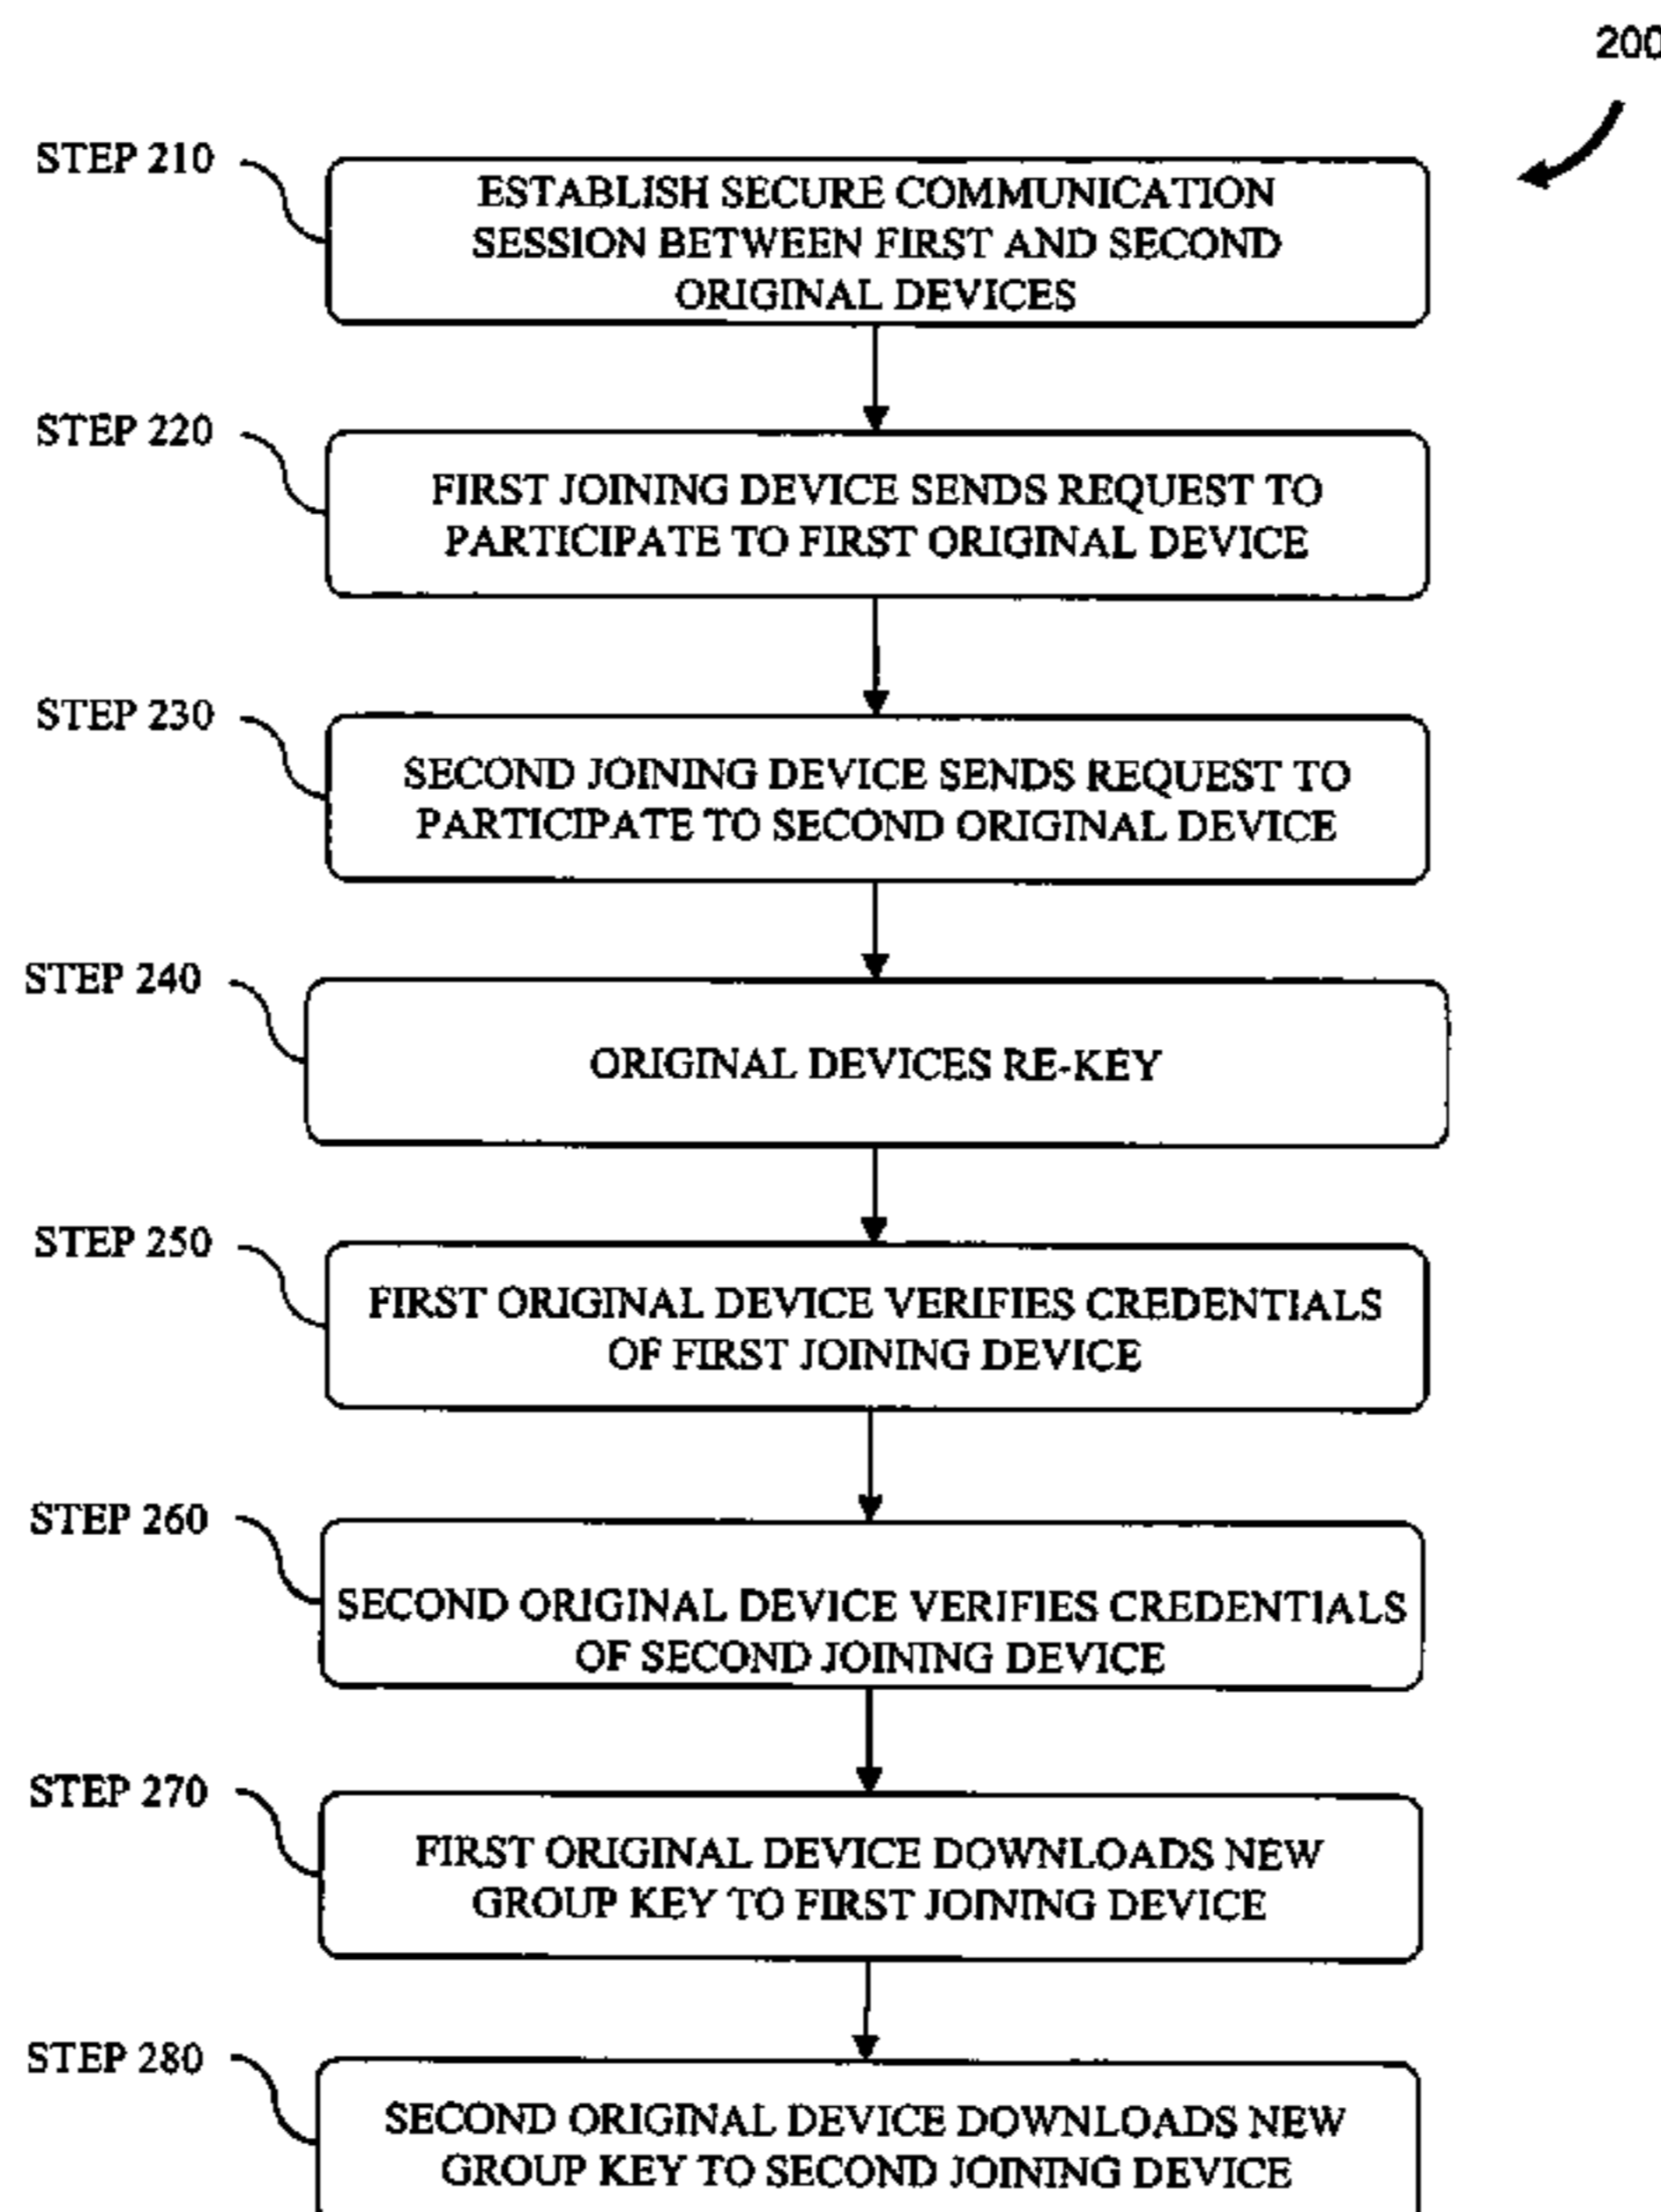 200
STEP 210
ESTABLISH SECURE COMMUNICATION
SESSION BETWEEN FIRST AND SECOND
ORIGINAL DEVICES
STEP 220
FIRST JOINING DEVICE SENDS REQUEST TO
PARTICIPATE TO FIRST ORIGINAL DEVICE
STEP 230
SECOND JOINING DEVICE SENDS REQUEST TO
PARTICIPATE TO SECOND ORIGINAL DEVICE
STEP 240
ORIGINAL DEVICES RE-KEY
STEP 250
FIRST ORIGINAL DEVICE VERIFIES CREDENTIALS
OF FIRST JOINING DEVICE
STEP 260
SECOND ORIGINAL DEVICE VERIFIES CREDENTIALS
OF SECOND JOINING DEVICE
STEP 270
FIRST ORIGINAL DEVICE DOWNLOADS NEW
GROUP KEY TO FIRST JOINING DEVICE
STEP 280
SECOND ORIGINAL DEVICE DOWNLOADS NEW
GROUP KEY TO SECOND JOINING DEVICE